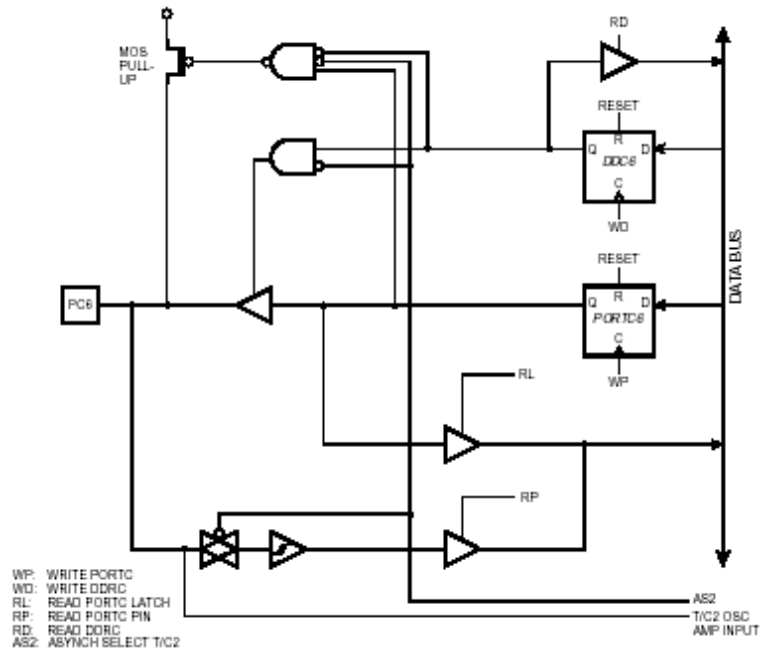 RD
MOS
PULL-
UP
RESET
R
Q
D
DDC6
C
WD
RESET
DATA BUS
R
PC6
Q
D
PORTC6
C
WP
RL
RP
WP: WRITE PORTC
WD: WRITE DDRC
RL: READ PORTC LATCH
RP: READ PORTC PIN
RD: READ DDRC
AS2: ASYNCH SELECT T/C2
AS2
T/C2 OSC
AMP INPUT